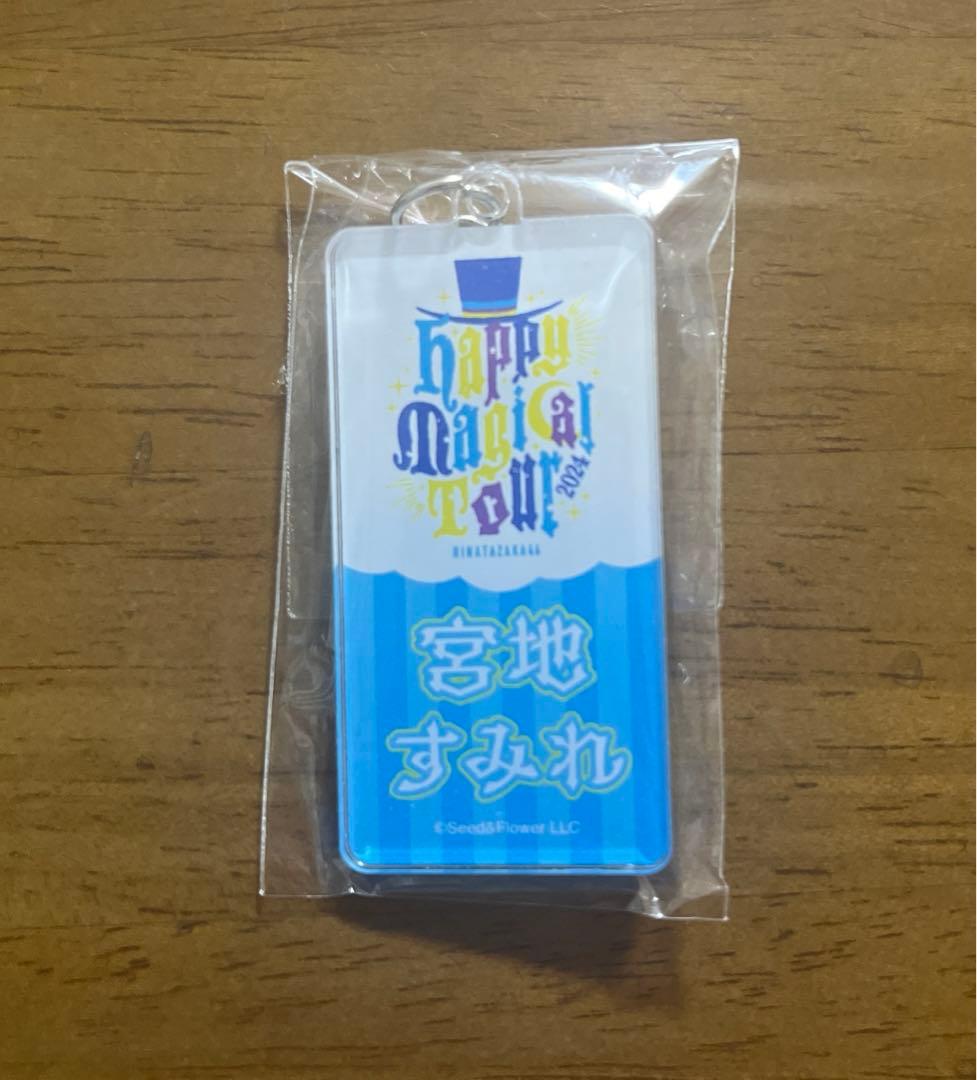 Happy
Magical
Tour
2024
HINATAZAKA46
宮地
すみれ
©Seed&Flower LLC